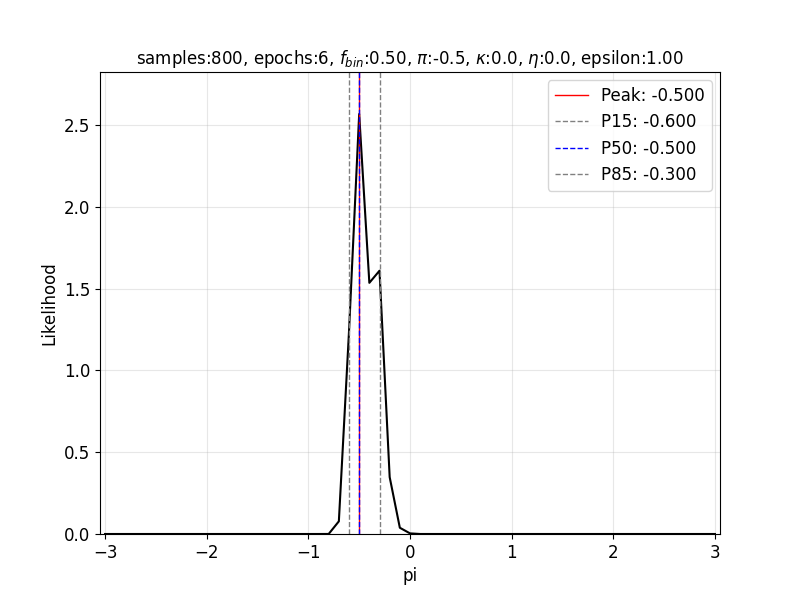 samples:800, epochs:6, f_bin:0.50, π:-0.5, κ:0.0, η:0.0, epsilon:1.00
Peak: -0.500
P15: -0.600
P50: -0.500
P85: -0.300
Likelihood
2.5
2.0
1.5
1.0
0.5
0.0
−3
−2
−1
0
1
2
3
pi